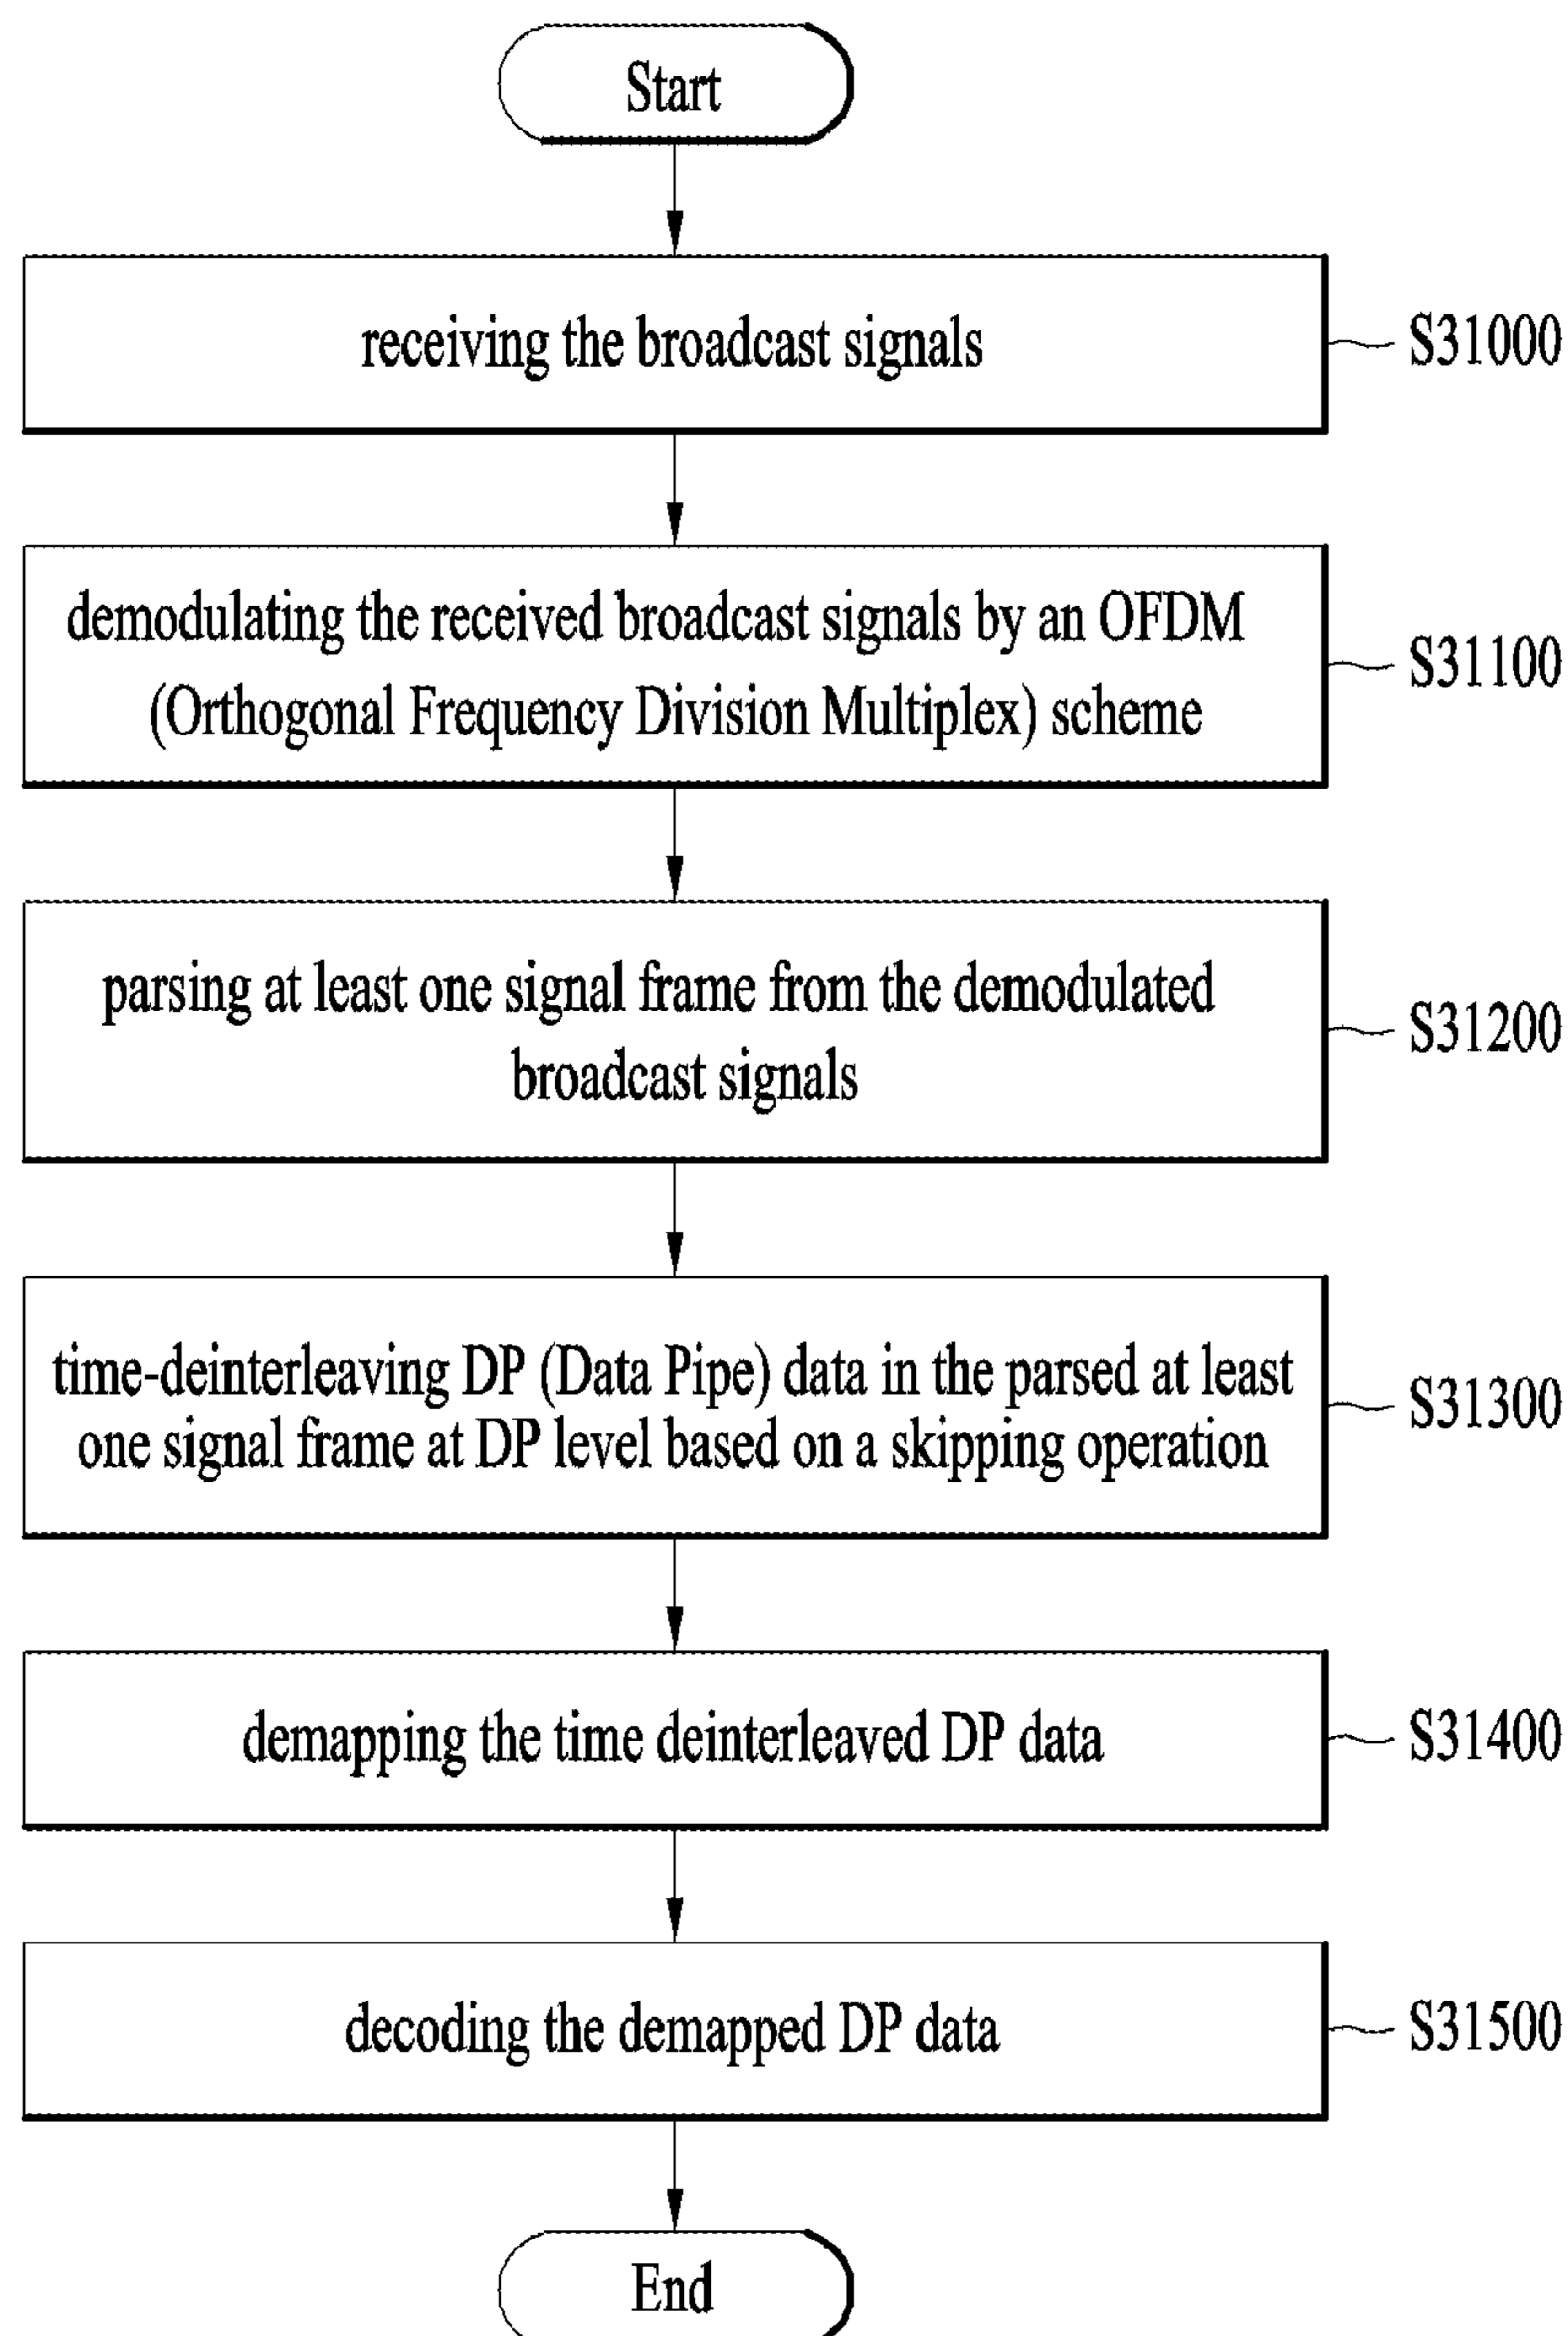 Start
receiving the broadcast signals
S31000
demodulating the received broadcast signals by an OFDM
(Orthogonal Frequency Division Multiplex) scheme
S31100
parsing at least one signal frame from the demodulated
broadcast signals
S31200
time-deinterleaving DP (Data Pipe) data in the parsed at least
one signal frame at DP level based on a skipping operation
S31300
demapping the time deinterleaved DP data
S31400
decoding the demapped DP data
S31500
End